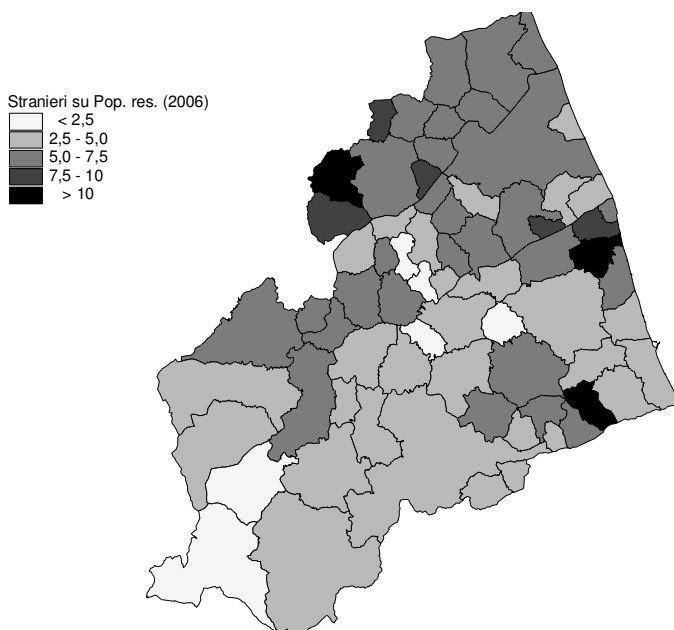 Stranieri su Pop. res. (2006)
< 2,5
2,5 - 5,0
5,0 - 7,5
7,5 - 10
> 10